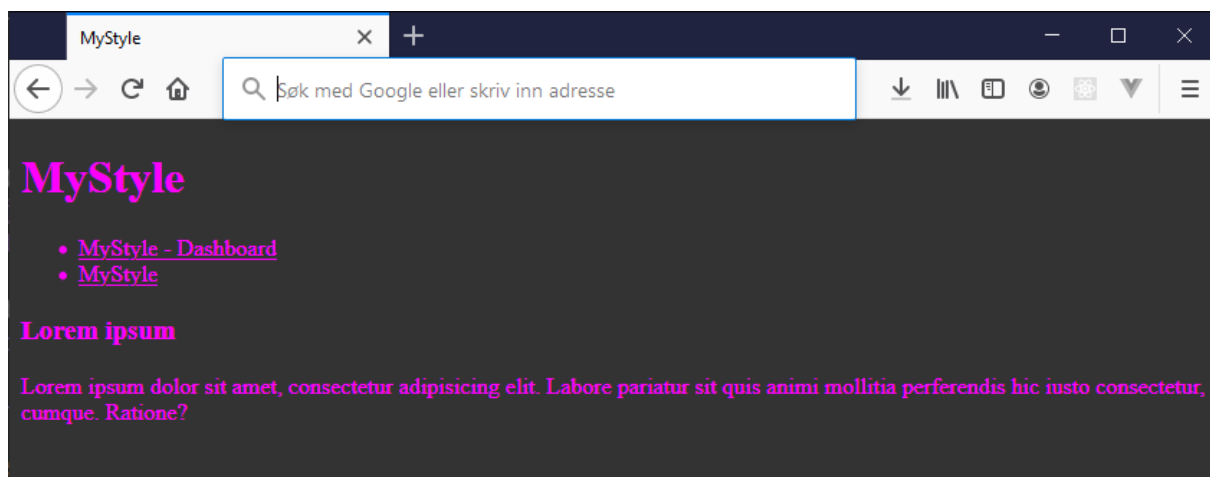 MyStyle
Søk med Google eller skriv inn adresse
MyStyle
MyStyle - Dashboard
MyStyle
Lorem ipsum
Lorem ipsum dolor sit amet, consectetur adipisicing elit. Labore pariatur sit quis animi mollitia perferendis hic iusto consectetur,
cumque. Ratione?